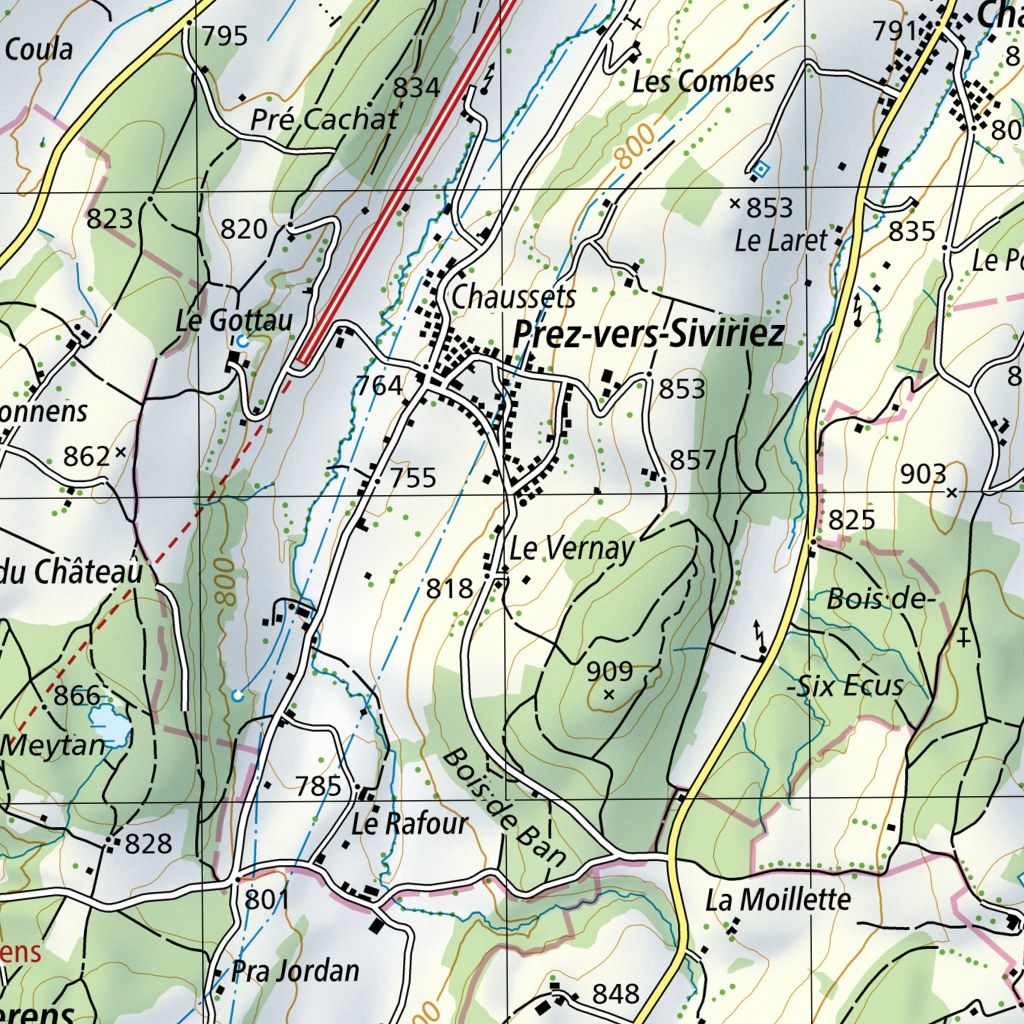 795
Coula
Pré Cachat
834
Les Combes
791
800
853
Le Laret
835
823
820
Le Gottau
Chaussets
Prez-vers-Siviriez
764
853
862
755
857
903
825
du Château
800
Le Vernay
818
Bois-de-
-Six Ecus
909
866
Meytan
785
Bois de Ban
Le Rafour
828
801
La Moillette
Pra Jordan
848